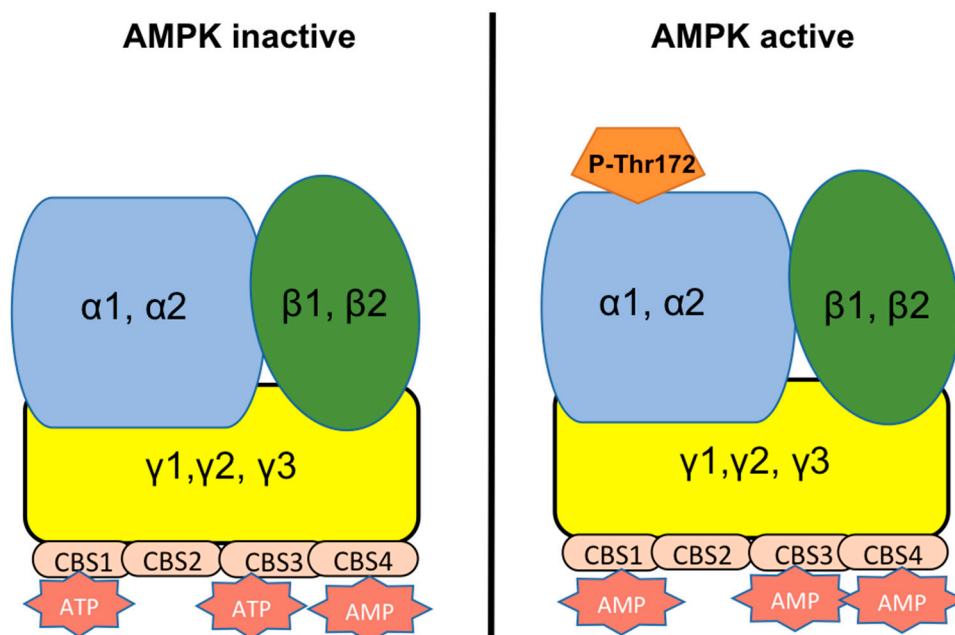 AMPK inactive
AMPK active
P-Thr172
α1, α2
β1, β2
α1, α2
β1, β2
γ1,γ2, γ3
γ1,γ2, γ3
CBS1 CBS2 CBS3 CBS4
CBS1 CBS2 CBS3 CBS4
ATP ATP AMP
AMP AMP AMP